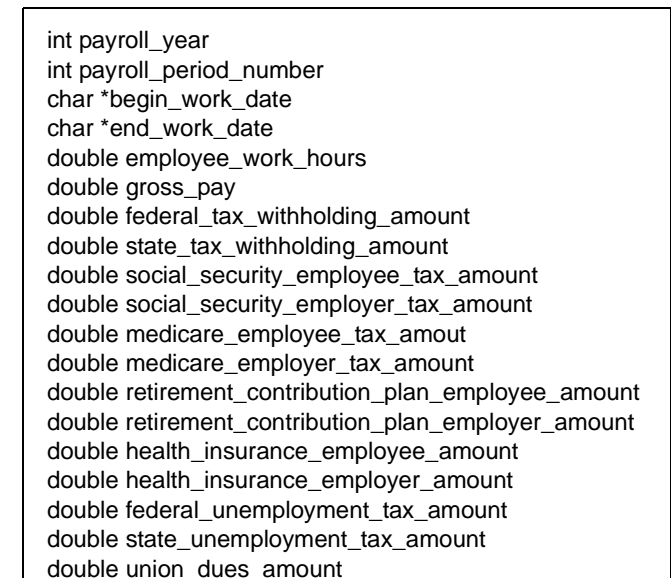 int payroll_year
int payroll_period_number
char *begin_work_date
char *end_work_date
double employee_work_hours
double gross_pay
double federal_tax_withholding_amount
double state_tax_withholding_amount
double social_security_employee_tax_amount
double social_security_employer_tax_amount
double medicare_employee_tax_amout
double medicare_employer_tax_amount
double retirement_contribution_plan_employee_amount
double retirement_contribution_plan_employer_amount
double health_insurance_employee_amount
double health_insurance_employer_amount
double federal_unemployment_tax_amount
double state_unemployment_tax_amount
double union_dues_amount